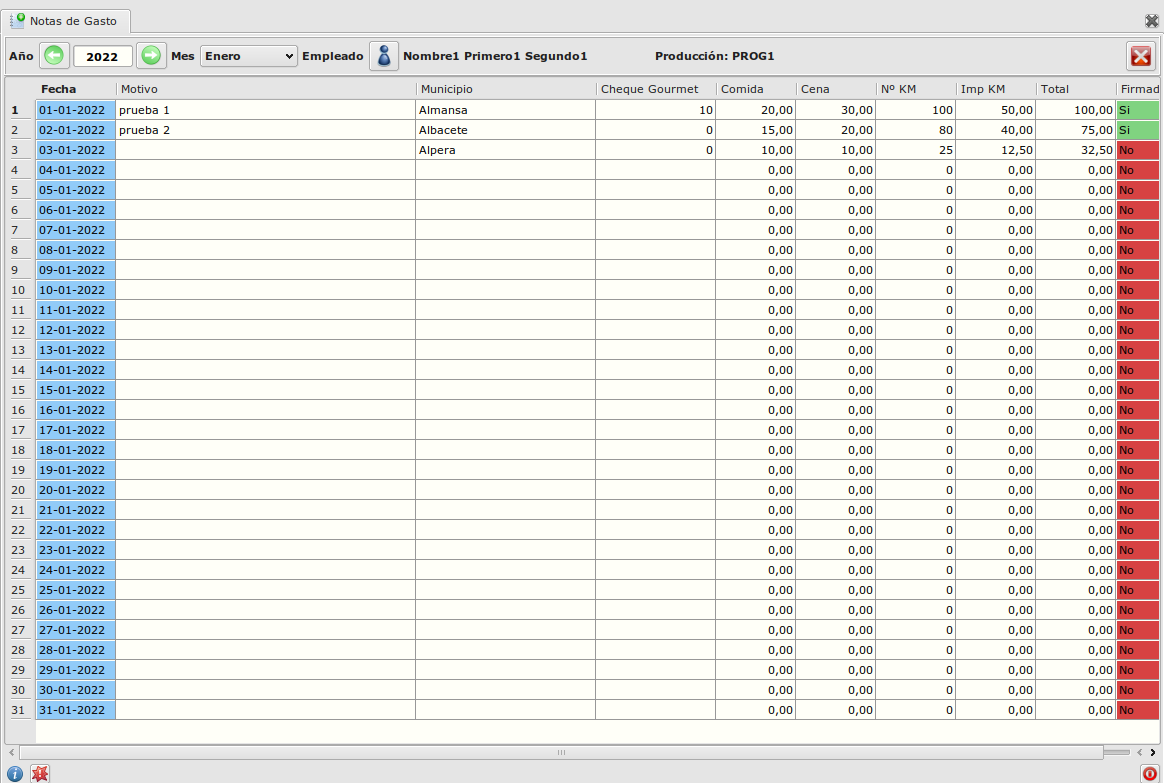 Notas de Gasto
Año 2022 Mes Enero Empleado Nombre1 Primero1 Segundo1 Producción: PROG1
Fecha Motivo Municipio Cheque Gourmet Comida Cena Nº KM Imp KM Total Firmad
1 01-01-2022 prueba 1 Almansa 10 20,00 30,00 100 50,00 100,00 Si
2 02-01-2022 prueba 2 Albacete 0 15,00 20,00 80 40,00 75,00 Si
3 03-01-2022 Alpera 0 10,00 10,00 25 12,50 32,50 No
4 04-01-2022 0,00 0,00 0 0,00 0,00 No
5 05-01-2022 0,00 0,00 0 0,00 0,00 No
6 06-01-2022 0,00 0,00 0 0,00 0,00 No
7 07-01-2022 0,00 0,00 0 0,00 0,00 No
8 08-01-2022 0,00 0,00 0 0,00 0,00 No
9 09-01-2022 0,00 0,00 0 0,00 0,00 No
10 10-01-2022 0,00 0,00 0 0,00 0,00 No
11 11-01-2022 0,00 0,00 0 0,00 0,00 No
12 12-01-2022 0,00 0,00 0 0,00 0,00 No
13 13-01-2022 0,00 0,00 0 0,00 0,00 No
14 14-01-2022 0,00 0,00 0 0,00 0,00 No
15 15-01-2022 0,00 0,00 0 0,00 0,00 No
16 16-01-2022 0,00 0,00 0 0,00 0,00 No
17 17-01-2022 0,00 0,00 0 0,00 0,00 No
18 18-01-2022 0,00 0,00 0 0,00 0,00 No
19 19-01-2022 0,00 0,00 0 0,00 0,00 No
20 20-01-2022 0,00 0,00 0 0,00 0,00 No
21 21-01-2022 0,00 0,00 0 0,00 0,00 No
22 22-01-2022 0,00 0,00 0 0,00 0,00 No
23 23-01-2022 0,00 0,00 0 0,00 0,00 No
24 24-01-2022 0,00 0,00 0 0,00 0,00 No
25 25-01-2022 0,00 0,00 0 0,00 0,00 No
26 26-01-2022 0,00 0,00 0 0,00 0,00 No
27 27-01-2022 0,00 0,00 0 0,00 0,00 No
28 28-01-2022 0,00 0,00 0 0,00 0,00 No
29 29-01-2022 0,00 0,00 0 0,00 0,00 No
30 30-01-2022 0,00 0,00 0 0,00 0,00 No
31 31-01-2022 0,00 0,00 0 0,00 0,00 No